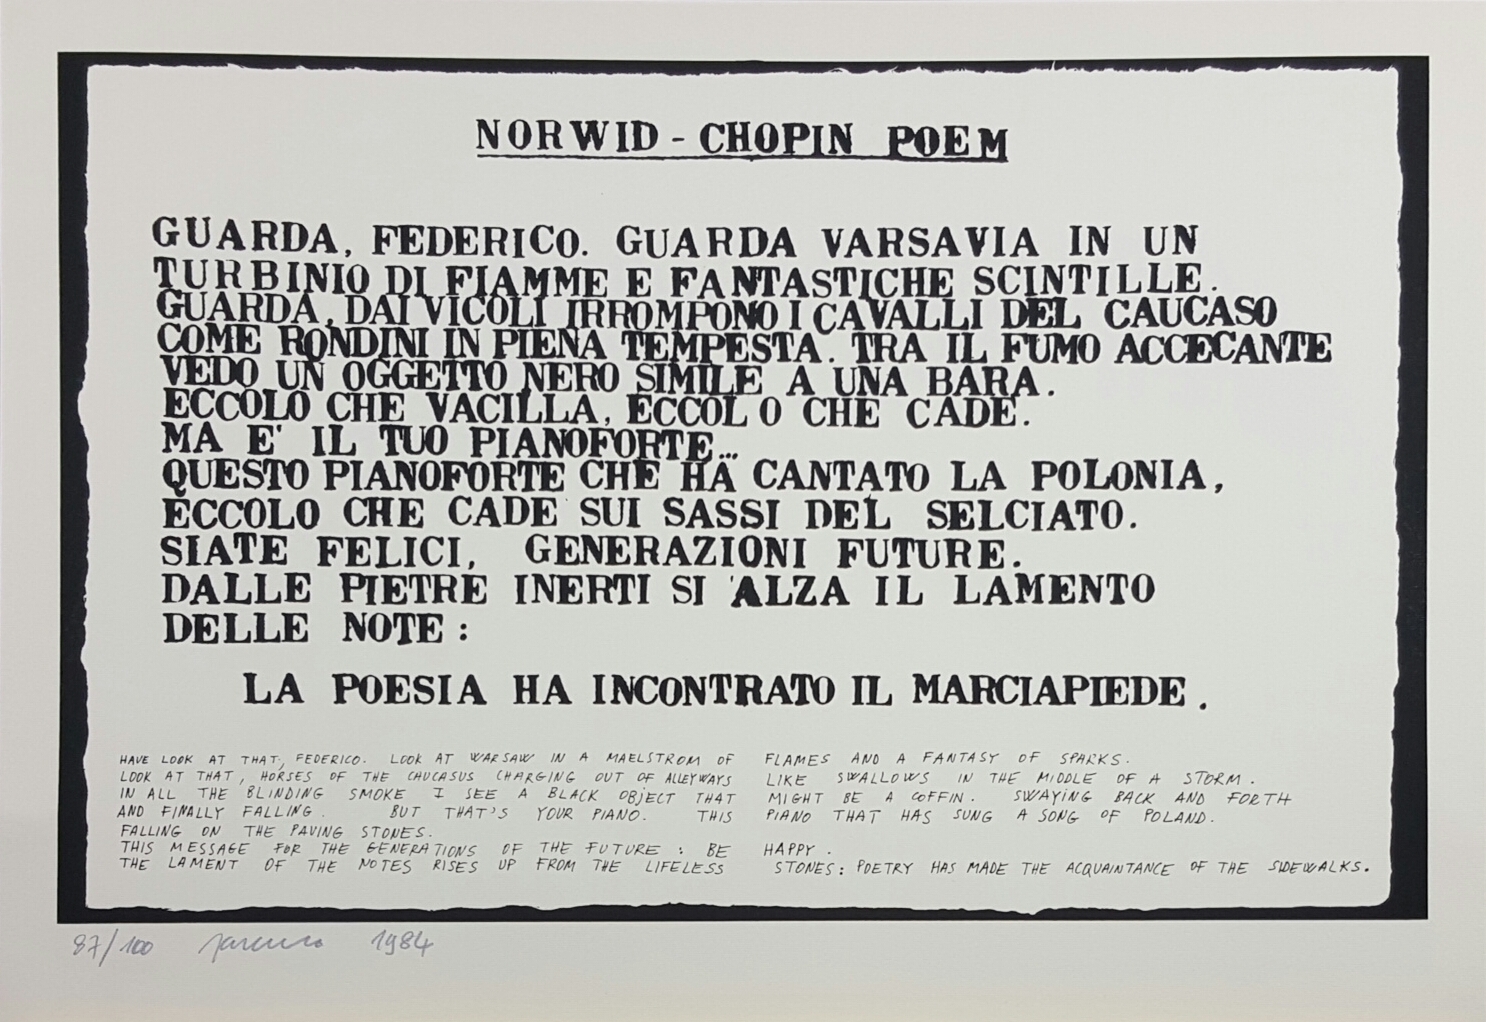 NORWID - CHOPIN POEM
GUARDA, FEDERICO. GUARDA VARSAVIA IN UN
TURBINIO DI FIAMME E FANTASTICHE SCINTILLE.
GUARDA, DAI VICOLI IRROMPONO I CAVALLI DEL CAUCASO
COME RONDINI IN PIENA TEMPESTA. TRA IL FUMO ACCECANTE
VEDO UN OGGETTO NERO SIMILE A UNA BARA.
ECCOLO CHE VACILLA, ECCOLO CHE CADE.
MA E' IL TUO PIANOFORTE...
QUESTO PIANOFORTE CHE HA CANTATO LA POLONIA,
ECCOLO CHE CADE SUI SASSI DEL SELCIATO.
SIATE FELICI, GENERAZIONI FUTURE.
DALLE PIETRE INERTI SI ALZA IL LAMENTO
DELLE NOTE:
LA POESIA HA INCONTRATO IL MARCIAPIEDE.
HAVE LOOK AT THAT, FEDERICO. LOOK AT WARSAW IN A MAELSTROM OF FLAMES AND A FANTASY OF SPARKS.
LOOK AT THAT, HORSES OF THE CAUCASUS CHARGING OUT OF ALLEYWAYS LIKE SWALLOWS IN THE MIDDLE OF A STORM.
IN ALL THE BLINDING SMOKE I SEE A BLACK OBJECT THAT MIGHT BE A COFFIN. SWAYING BACK AND FORTH
AND FINALLY FALLING. BUT THAT'S YOUR PIANO. THIS PIANO THAT HAS SUNG A SONG OF POLAND.
FALLING ON THE PAVING STONES.
THIS MESSAGE FOR THE GENERATIONS OF THE FUTURE: BE HAPPY.
THE LAMENT OF THE NOTES RISES UP FROM THE LIFELESS STONES: POETRY HAS MADE THE ACQUAINTANCE OF THE SIDEWALKS.
87/100 Sarenco 1984